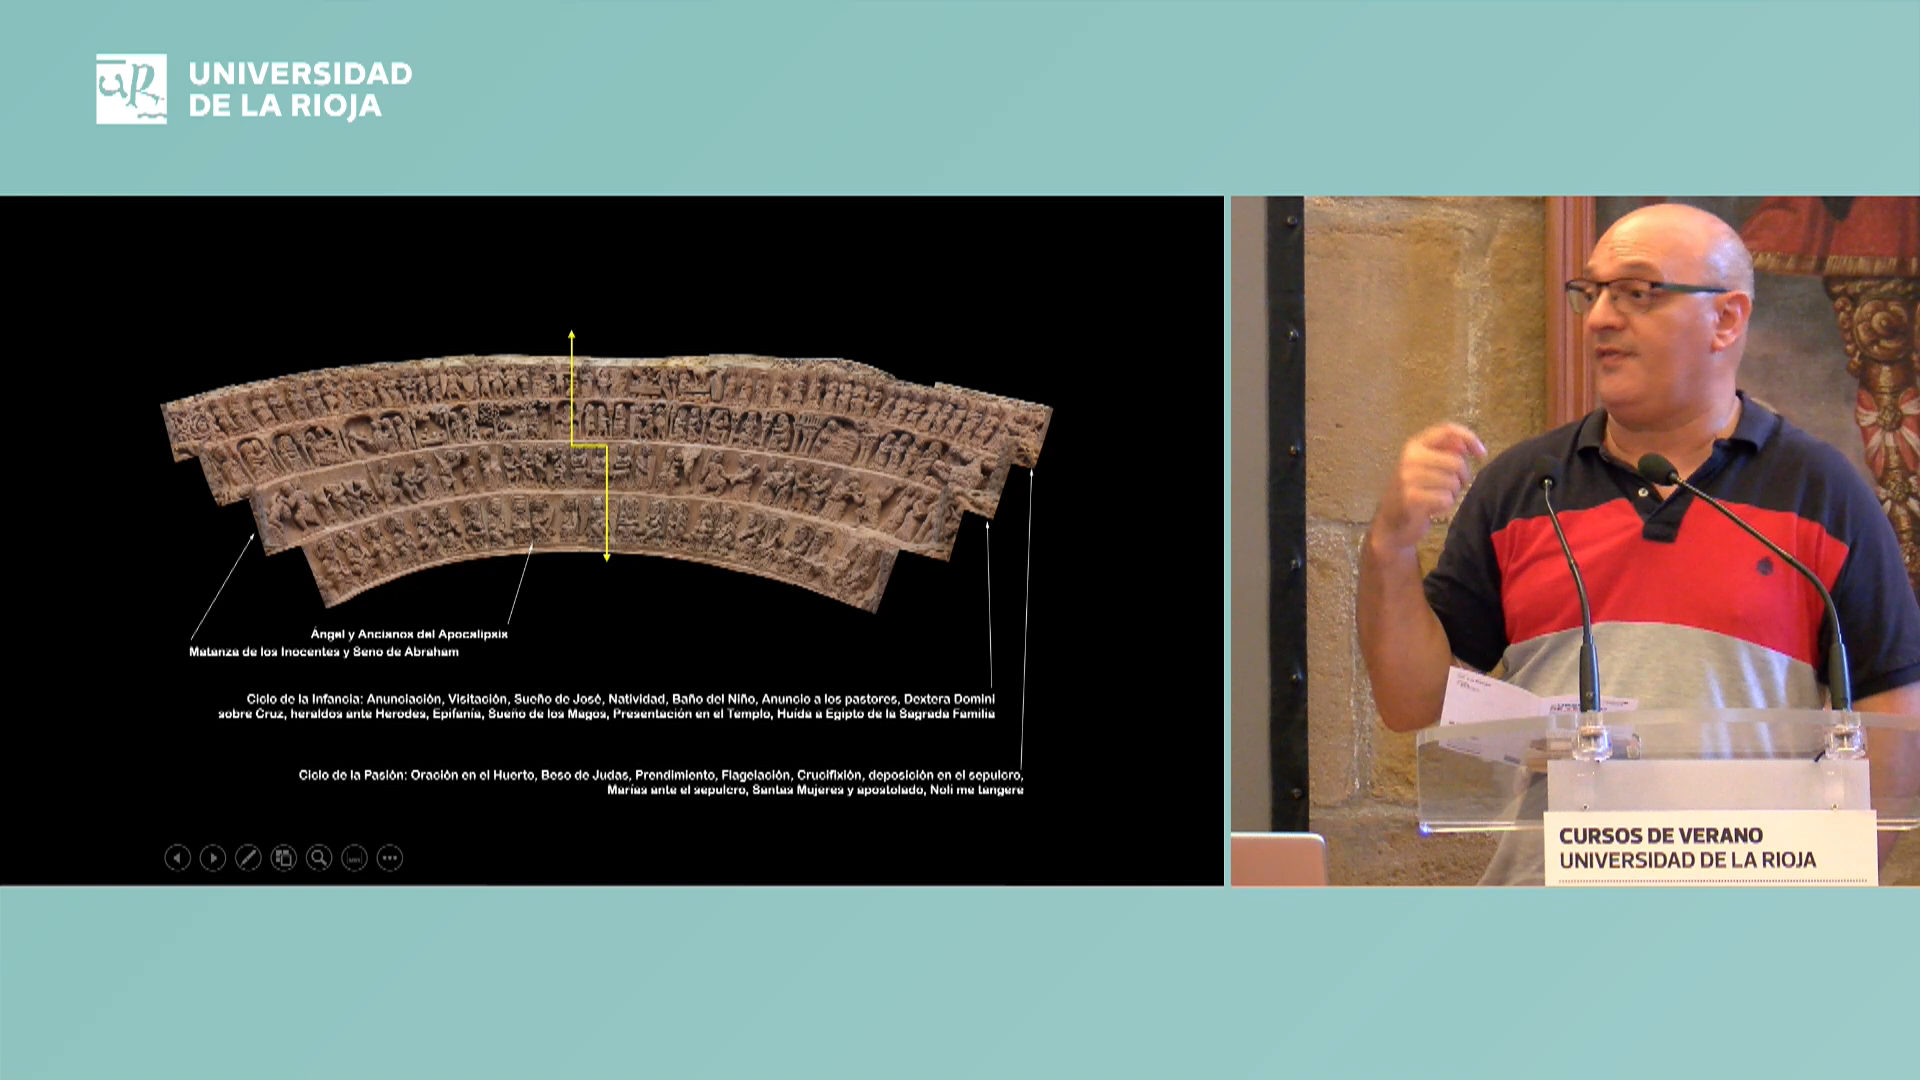 UNIVERSIDAD
DE LA RIOJA
Ángel y Ancianos del Apocalipsis
Matanza de los Inocentes y Seno de Abraham
Ciclo de la Infancia: Anunciación, Visitación, Sueño de José, Natividad, Baño del Niño, Anuncio a los pastores, Dextera Domini
sobre Cruz, heraldos ante Herodes, Epifanía, Sueño de los Magos, Presentación en el Templo, Huída a Egipto de la Sagrada Familia
Ciclo de la Pasión: Oración en el Huerto, Beso de Judas, Prendimiento, Flagelación, Crucifixión, deposición en el sepulcro,
Marías ante el sepulcro, Santas Mujeres y apostolado, Noli me tangere
CURSOS DE VERANO
UNIVERSIDAD DE LA RIOJA